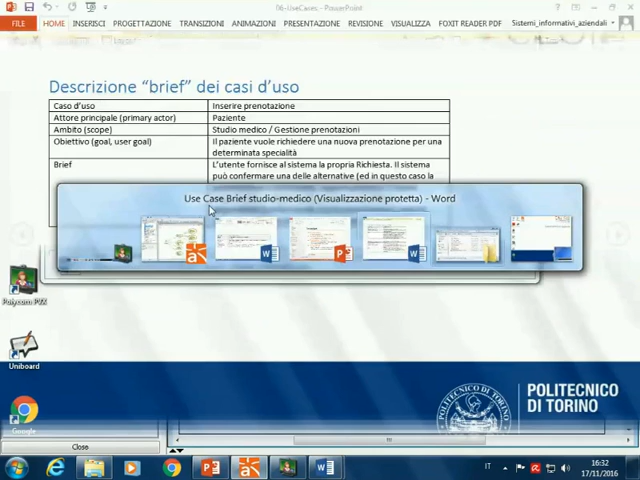 06-UseCases - PowerPoint
FILE HOME INSERISCI PROGETTAZIONE TRANSIZIONI ANIMAZIONI PRESENTAZIONE REVISIONE VISUALIZZA FOXIT READER PDF Sistemi_informativi_aziendali
Descrizione “brief” dei casi d’uso
Caso d’uso Inserire prenotazione
Attore principale (primary actor) Paziente
Ambito (scope) Studio medico / Gestione prenotazioni
Obiettivo (goal, user goal) Il paziente vuole richiedere una nuova prenotazione per una
determinata specialità
Brief L’utente fornisce al sistema la propria Richiesta. Il sistema
può confermare una delle alternative (ed in questo caso la
Use Case Brief studio-medico (Visualizzazione protetta) - Word
Polycom PVX
Uniboard
Google
POLITECNICO
DI TORINO
Close
IT
16:32
17/11/2016